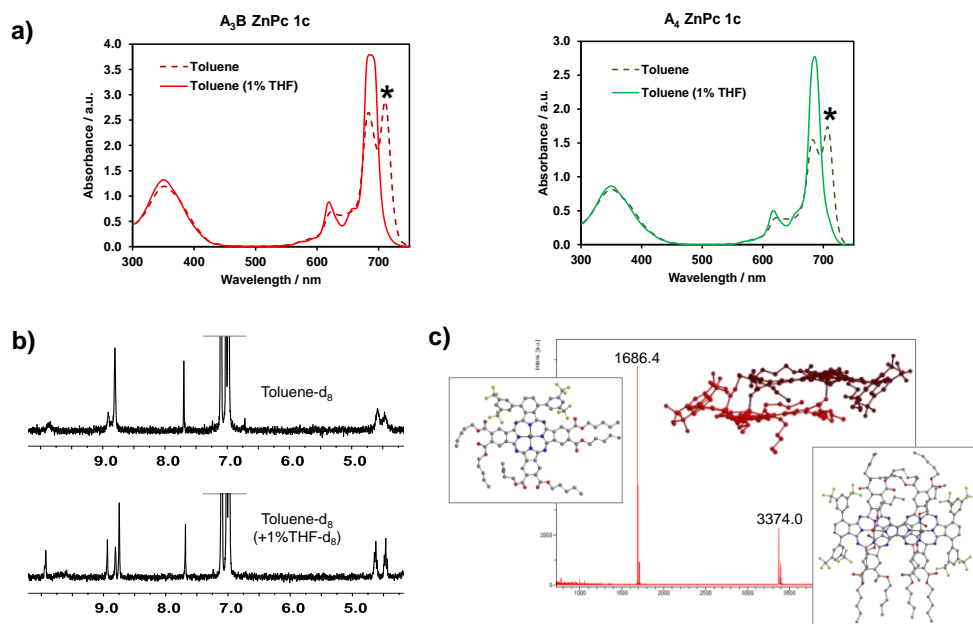 a)
A3B ZnPc 1c
4.0
3.5
3.0
2.5
2.0
1.5
1.0
0.5
0.0
Absorbance / a.u.
Toluene
Toluene (1% THF)
*
300 400 500 600 700
Wavelength / nm
A4 ZnPc 1c
3.0
2.5
2.0
1.5
1.0
0.5
0.0
Absorbance / a.u.
Toluene
Toluene (1% THF)
*
300 400 500 600 700
Wavelength / nm
b)
Toluene-d8
9.0 8.0 7.0 6.0 5.0
Toluene-d8
(+1%THF-d8)
9.0 8.0 7.0 6.0 5.0
c)
Intens. [a.u.]
1686.4
3374.0
2000
0
1000 1500 2000 2500 3000 3500